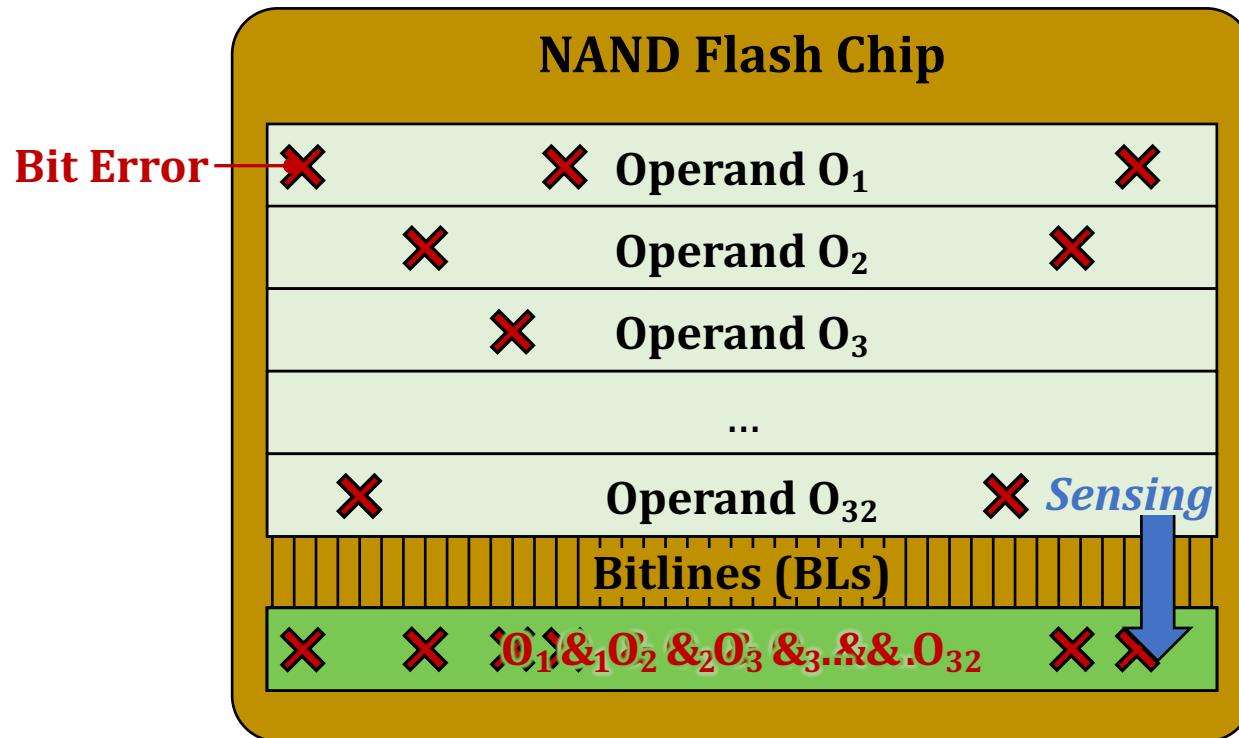 NAND Flash Chip
Bit Error
Operand O₁
Operand O₂
Operand O₃
...
Operand O₃₂
Sensing
Bitlines (BLs)
O₁ & O₂ & O₃ & ... & O₃₂